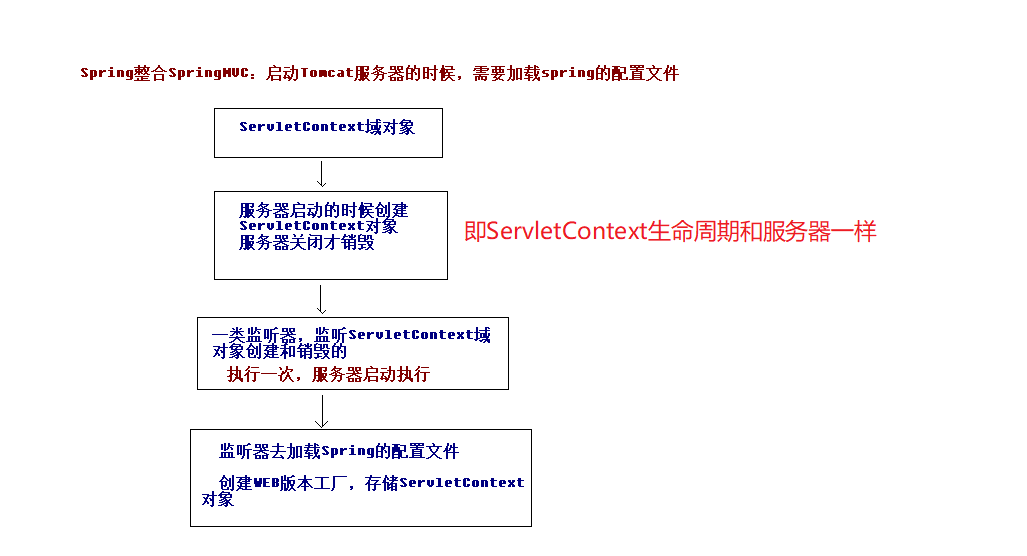 Spring整合SpringMVC：启动Tomcat服务器的时候，需要加载spring的配置文件
ServletContext域对象
服务器启动的时候创建
ServletContext对象
服务器关闭才销毁
即ServletContext生命周期和服务器一样
一类监听器，监听ServletContext域
对象创建和销毁的
执行一次，服务器启动执行
监听器去加载Spring的配置文件
创建WEB版本工厂，存储ServletContext
对象